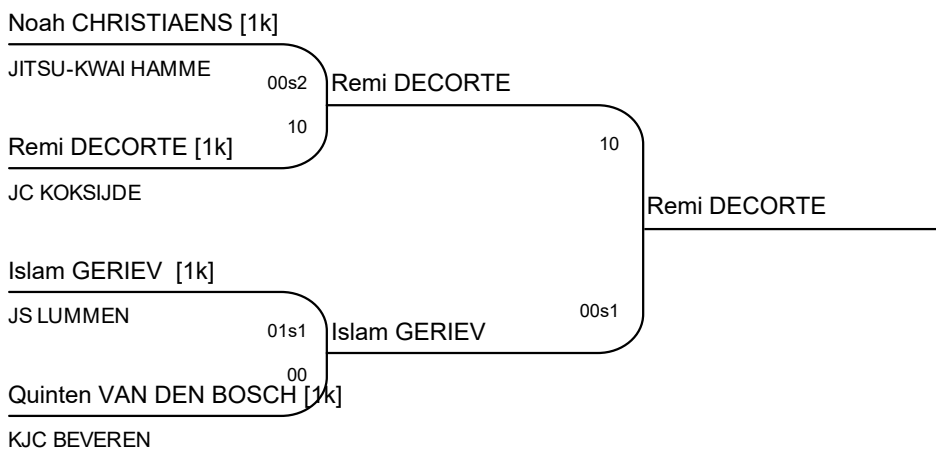 Noah CHRISTIAENS [1k]
JITSU-KWAI HAMME
00s2
Remi DECORTE
10
Remi DECORTE [1k]
JC KOKSIJDE
10
Remi DECORTE
Islam GERIEV [1k]
JS LUMMEN
01s1
Islam GERIEV
00s1
00
Quinten VAN DEN BOSCH [1k]
KJC BEVEREN